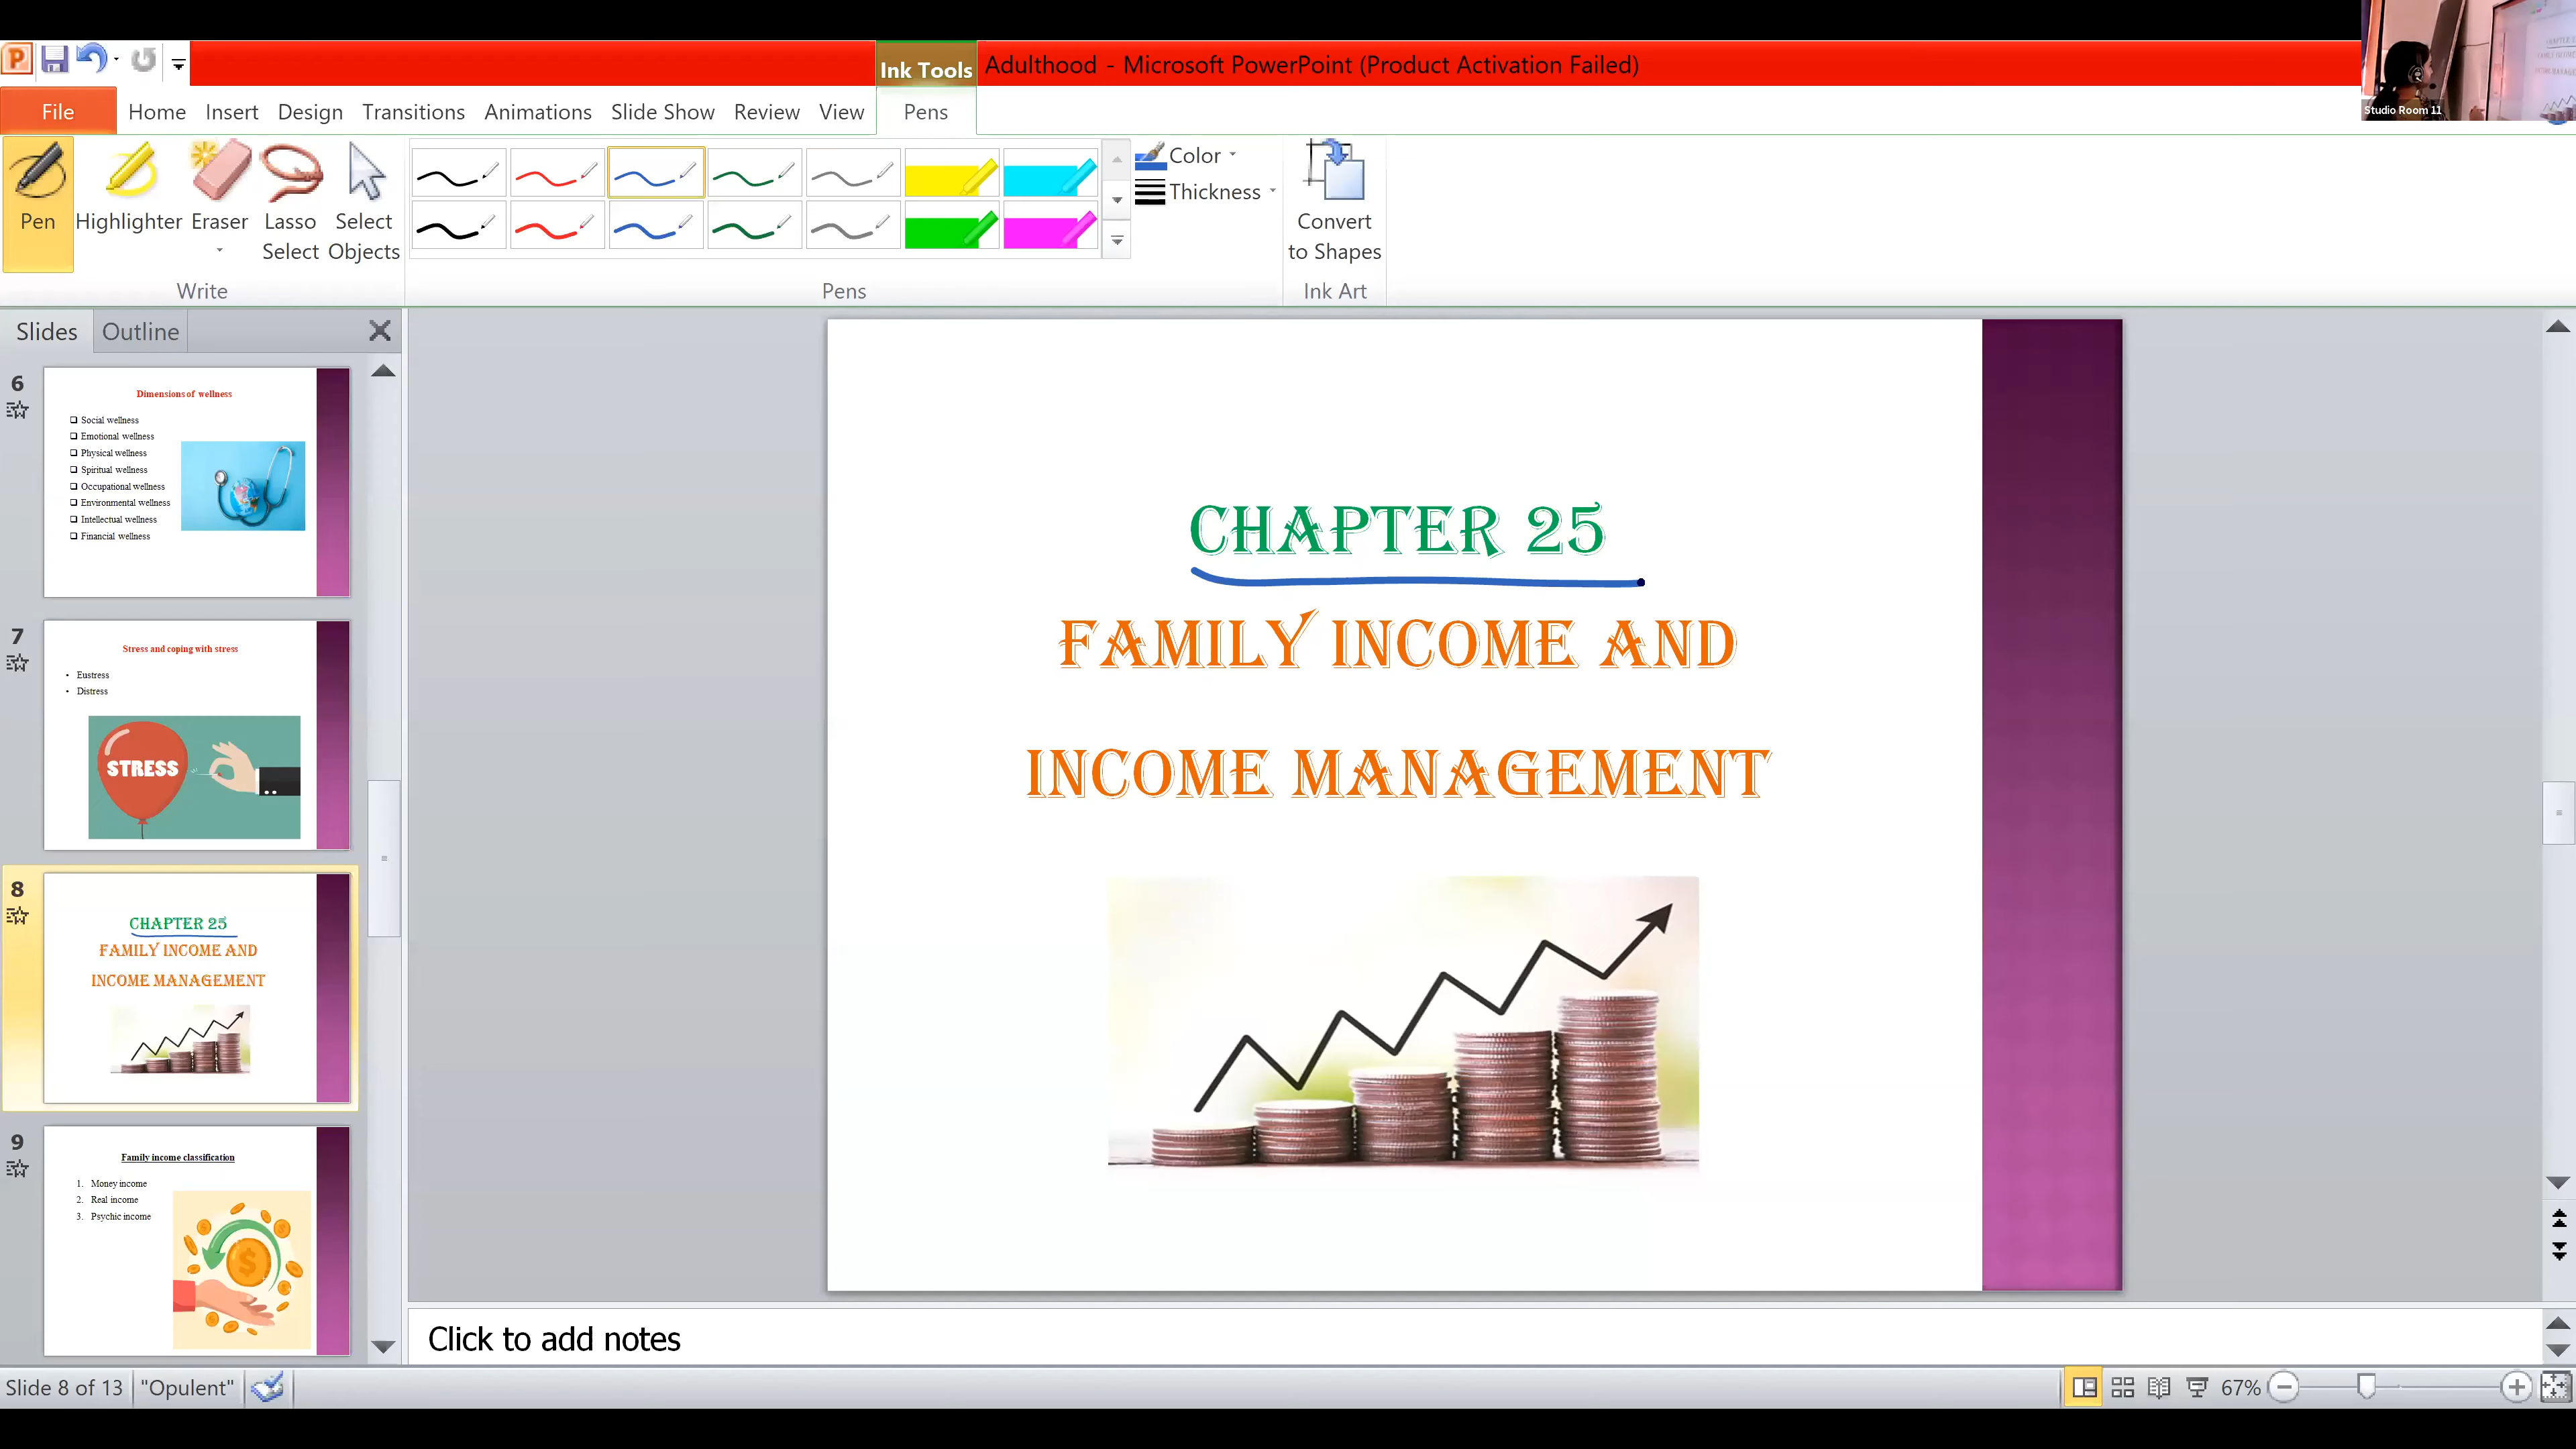 Ink Tools
Adulthood - Microsoft PowerPoint (Product Activation Failed)
Studio Room 11
File Home Insert Design Transitions Animations Slide Show Review View Pens
Pen Highlighter Eraser Lasso Select Select Objects
Color
Thickness
Convert to Shapes
Write Pens Ink Art
Slides Outline
6
Dimensions of wellness
Social wellness
Emotional wellness
Physical wellness
Spiritual wellness
Occupational wellness
Environmental wellness
Intellectual wellness
Financial wellness
7
Stress and coping with stress
• Eustress
• Distress
STRESS
8
CHAPTER 25
FAMILY INCOME AND
INCOME MANAGEMENT
9
Family income classification
1. Money income
2. Real income
3. Psychic income
CHAPTER 25
FAMILY INCOME AND
INCOME MANAGEMENT
Click to add notes
Slide 8 of 13 "Opulent" 67%